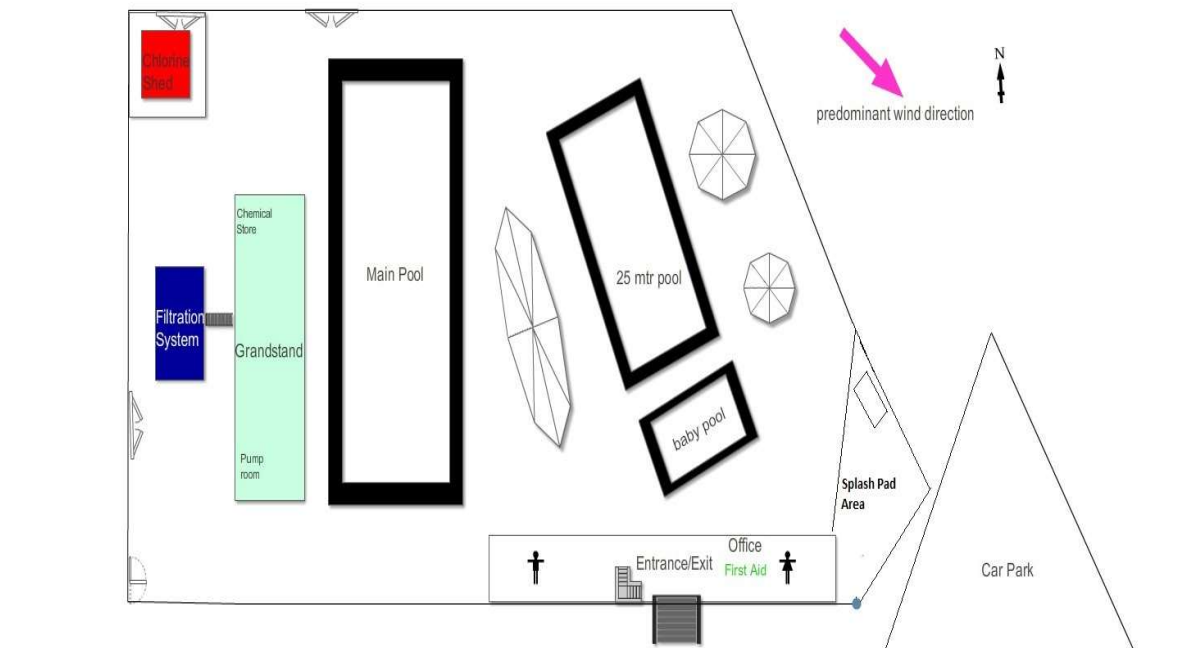 Chlorine
Shed
N
predominant wind direction
Chemical
Store
Main Pool
25 mtr pool
Filtration
System
Grandstand
baby pool
Pump
room
Splash Pad
Area
Office
Entrance/Exit
First Aid
Car Park